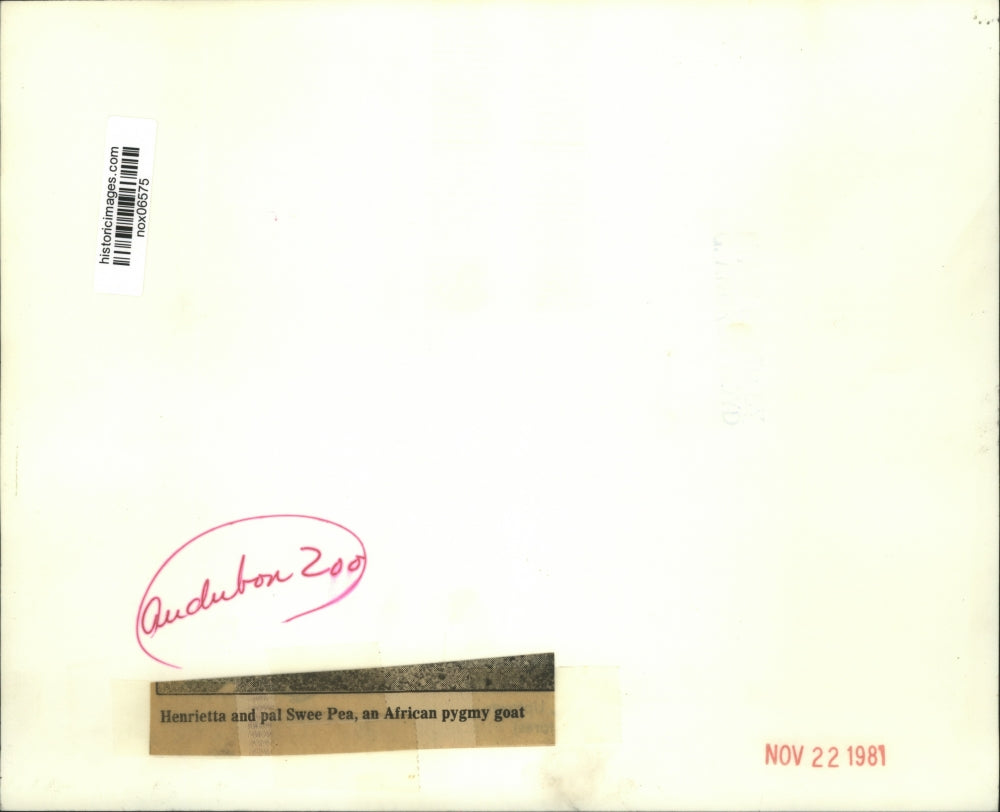 historicimages.com
nox06575
Audubon Zoo
Henrietta and pal Swee Pea, an African pygmy goat
NOV 22 1981